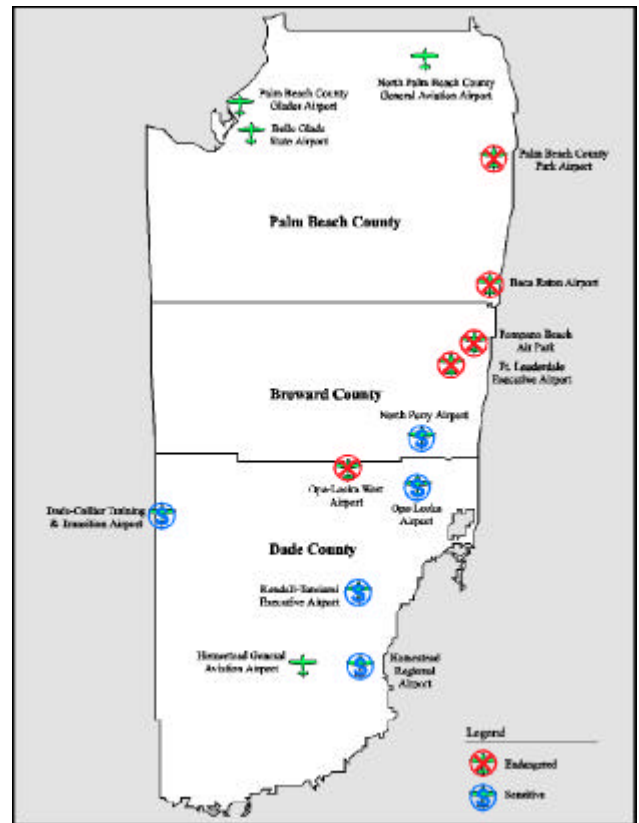 North Palm Beach County
General Aviation Airport
Palm Beach County
Glades Airport
Belle Glade
State Airport
Palm Beach County
Park Airport
Palm Beach County
Boca Raton Airport
Pompano Beach
Air Park
Ft. Lauderdale
Executive Airport
Broward County
North Perry Airport
Opa-Locka West
Airport
Opa-Locka
Airport
Dade-Collier Training
& Transition Airport
Dade County
Kendall-Tamiami
Executive Airport
Homestead General
Aviation Airport
Homestead
Regional
Airport
Legend
Endangered
Sensitive